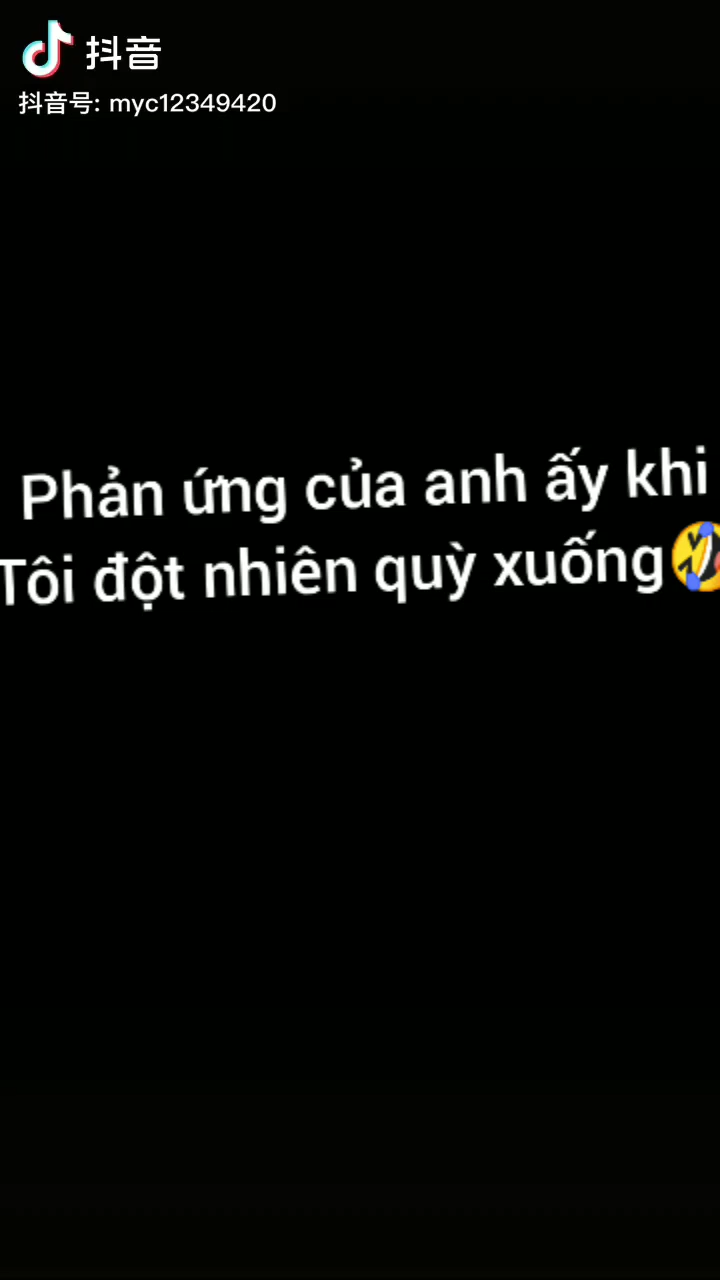 抖音
抖音号: myc12349420
Phản ứng của anh ấy khi
Tôi đột nhiên quỳ xuống🤣